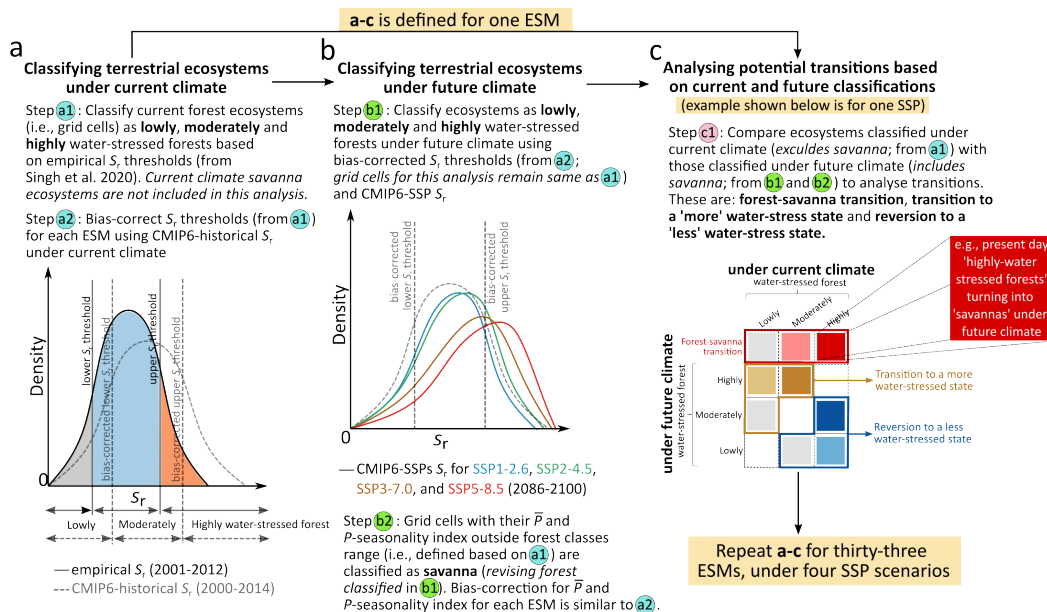 a-c is defined for one ESM
a
Classifying terrestrial ecosystems
under current climate
Step a1: Classify current forest ecosystems
(i.e., grid cells) as lowly, moderately and
highly water-stressed forests based
on empirical Sr thresholds (from
Singh et al. 2020). Current climate savanna
ecosystems are not included in this analysis.
Step a2: Bias-correct Sr thresholds (from a1)
for each ESM using CMIP6-historical Sr
under current climate
Density
lower Sr threshold
bias-corrected lower Sr threshold
upper Sr threshold
bias-corrected upper Sr threshold
0
Sr
Lowly
Moderately
Highly water-stressed forest
empirical Sr (2001-2012)
CMIP6-historical Sr (2000-2014)
b
Classifying terrestrial ecosystems
under future climate
Step b1: Classify ecosystems as lowly,
moderately and highly water-stressed
forests under future climate using
bias-corrected Sr thresholds (from a2;
grid cells for this analysis remain same as a1)
and CMIP6-SSP Sr
Density
bias-corrected
lower Sr threshold
bias-corrected
upper Sr threshold
0
Sr
CMIP6-SSPs Sr for SSP1-2.6, SSP2-4.5,
SSP3-7.0, and SSP5-8.5 (2086-2100)
Step b2: Grid cells with their P̅ and
P-seasonality index outside forest classes
range (i.e., defined based on a1) are
classified as savanna (revising forest
classified in b1). Bias-correction for P̅ and
P-seasonality index for each ESM is similar to a2.
c
Analysing potential transitions based
on current and future classifications
(example shown below is for one SSP)
Step c1: Compare ecosystems classified under
current climate (exculdes savanna; from a1) with
those classified under future climate (includes
savanna; from b1 and b2) to analyse transitions.
These are: forest-savanna transition, transition to
a 'more' water-stress state and reversion to a
'less' water-stress state.
under current climate
water-stressed forest
Lowly
Moderately
Highly
e.g., present day
'highly-water
stressed forests'
turning into
'savannas' under
future climate
under future climate
water-stressed forest
Forest-savanna
transition
Highly
Moderately
Lowly
Transition to a more
water-stressed state
Reversion to a less
water-stressed state
Repeat a-c for thirty-three
ESMs, under four SSP scenarios